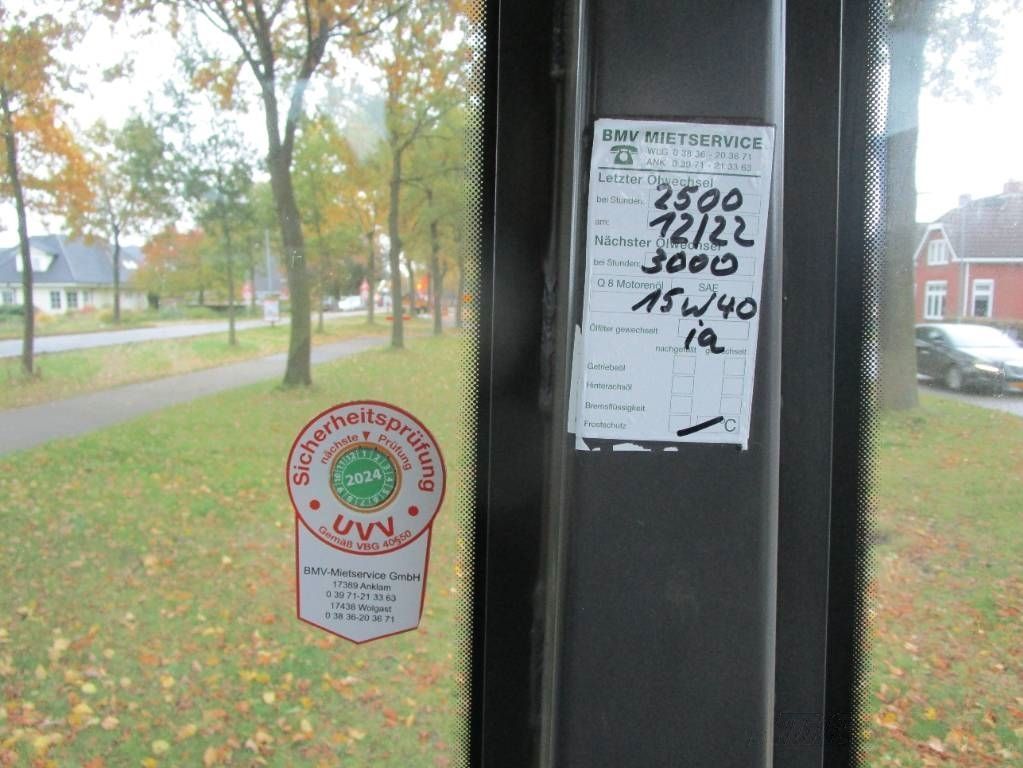 BMV MIETSERVICE
WLG 0 38 36 - 20 36 71
ANK 0 39 71 - 21 33 63
Letzter Ölwechsel
bei Stunden: 2500
am: 12/22
Nächster Ölwechsel
bei Stunden: 3000
Q 8 Motorenöl SAE
15W40
Ölfilter gewechselt ia
nachgefüllt gewechselt
Getriebeöl
Hinterachsöl
Bremsflüssigkeit
Frostschutz – C
Sicherheitsprüfung
nächste Prüfung
2024
UVV
Gemäß VBG 40550
BMV-Mietservice GmbH
17389 Anklam
0 39 71-21 33 63
17438 Wolgast
0 38 36-20 36 71